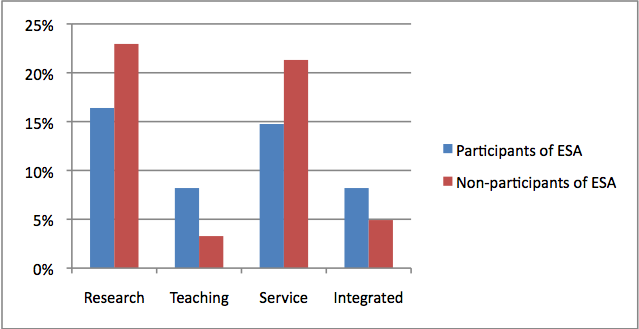 25%
20%
15%
10%
5%
0%
Research Teaching Service Integrated
Participants of ESA
Non-participants of ESA